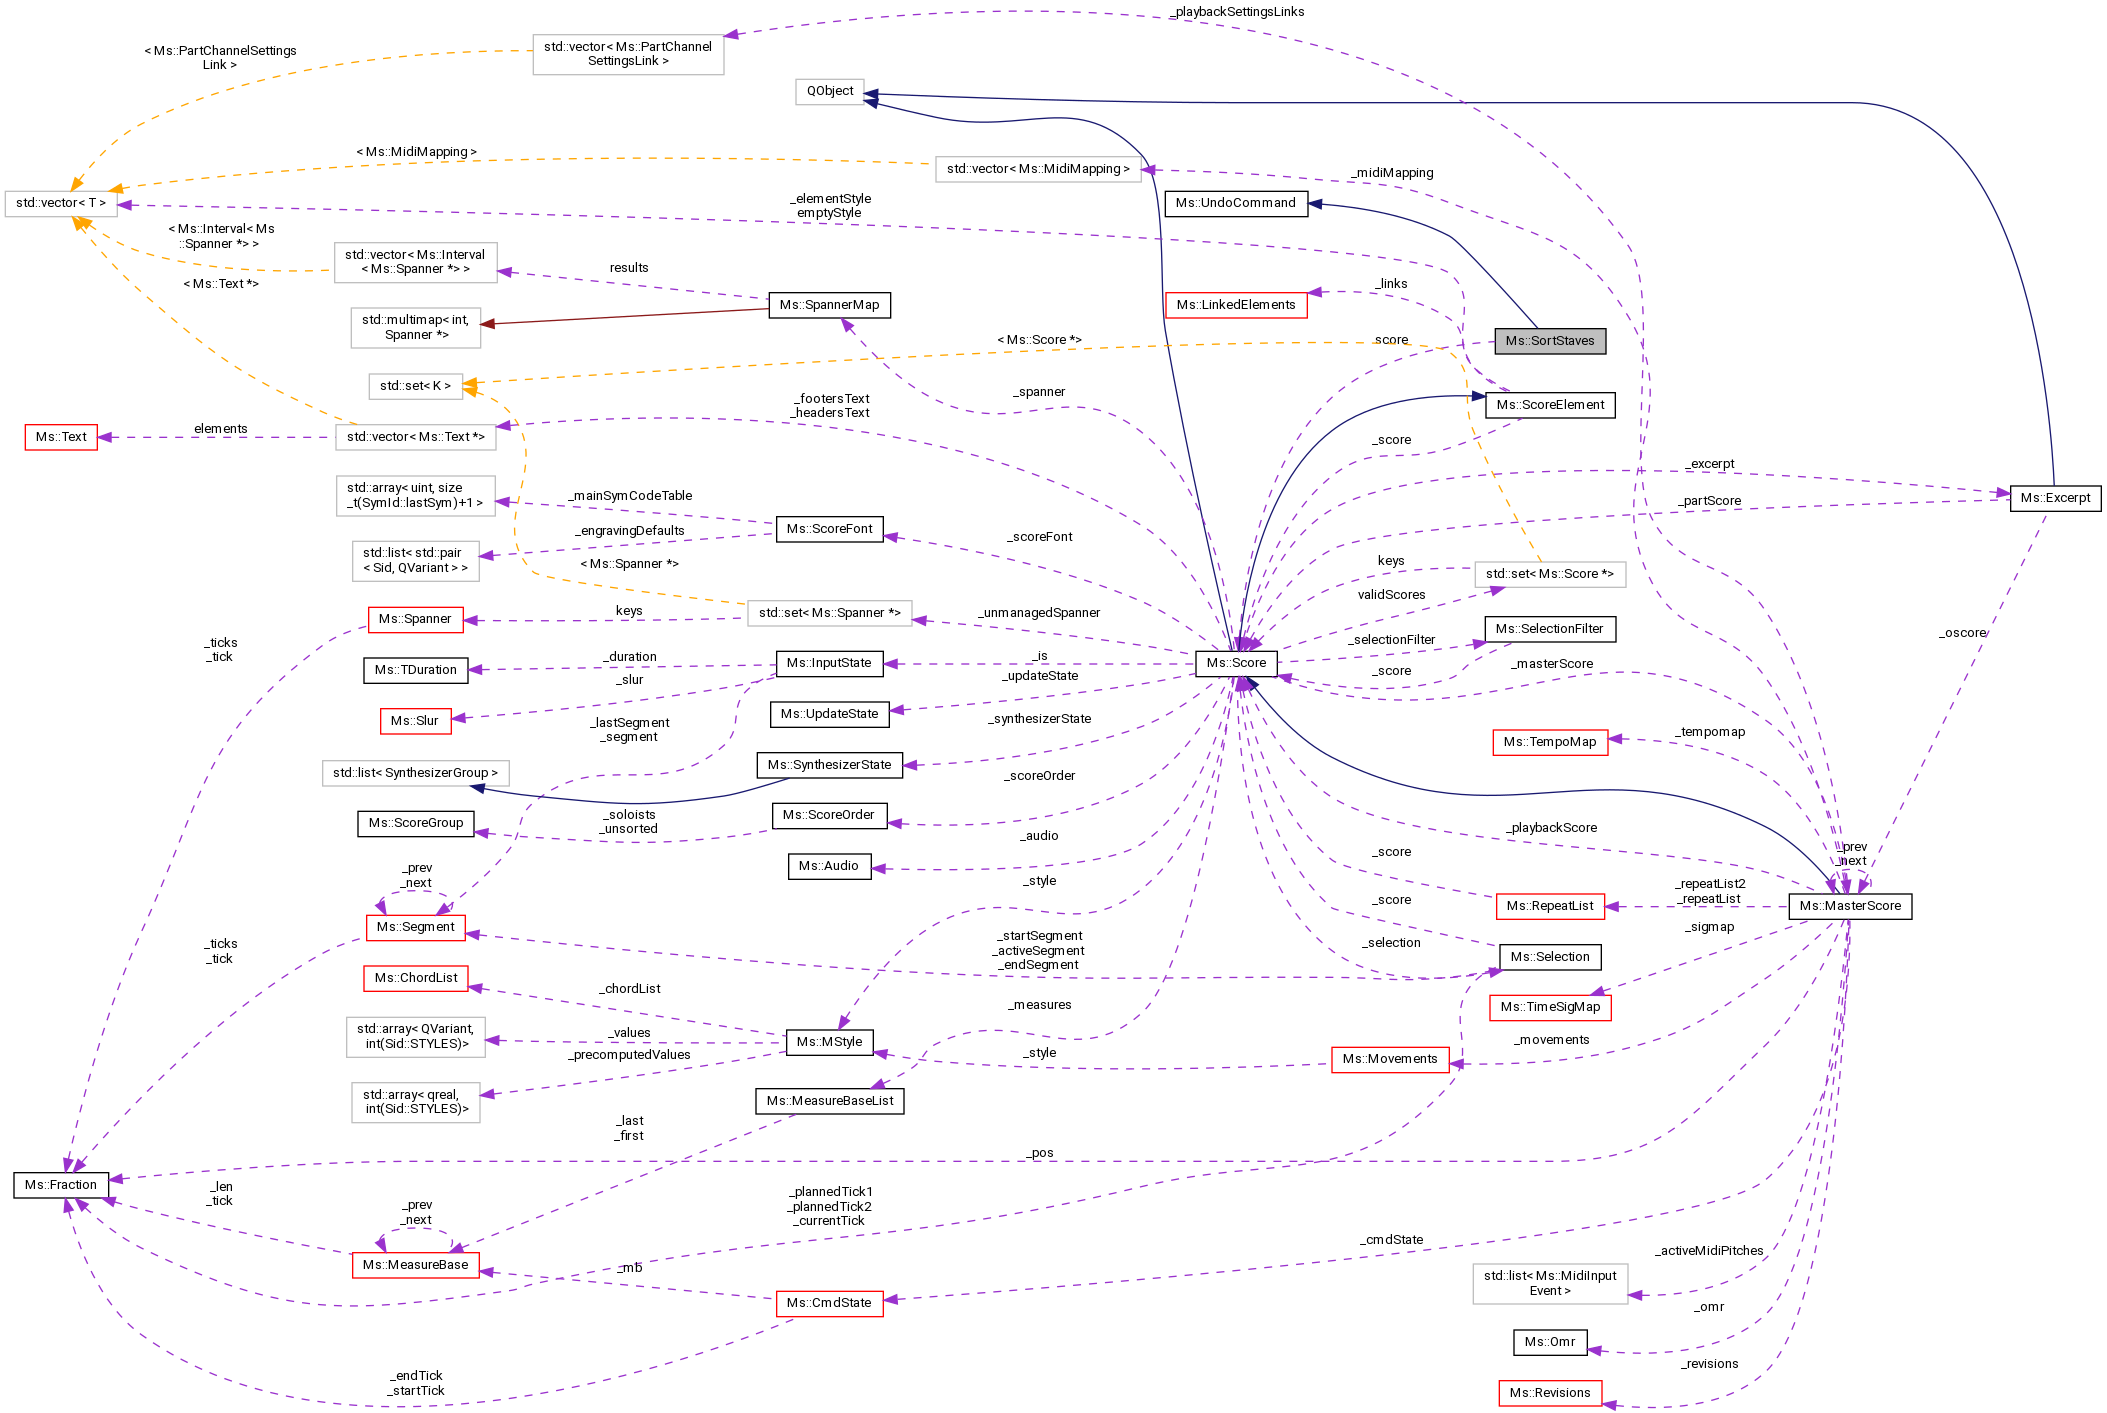 _playbackSettingsLinks
< Ms::PartChannelSettings
Link >
std::vector< Ms::PartChannel
SettingsLink >
QObject
< Ms::MidiMapping >
std::vector< Ms::MidiMapping >
_midiMapping
std::vector< T >
_elementStyle
emptyStyle
Ms::UndoCommand
< Ms::Interval< Ms
::Spanner *> >
std::vector< Ms::Interval
< Ms::Spanner *> >
results
< Ms::Text *>
_links
Ms::SpannerMap
Ms::LinkedElements
std::multimap< int,
Spanner *>
< Ms::Score *>
score
Ms::SortStaves
std::set< K >
_spanner
_footersText
_headersText
Ms::ScoreElement
Ms::Text
elements
std::vector< Ms::Text *>
_score
_excerpt
std::array< uint, size
_t(SymId::lastSym)+1 >
_mainSymCodeTable
_partScore
Ms::Excerpt
Ms::ScoreFont
_engravingDefaults
_scoreFont
std::list< std::pair
< Sid, QVariant > >
< Ms::Spanner *>
keys
std::set< Ms::Score *>
validScores
Ms::Spanner
keys
std::set< Ms::Spanner *>
_unmanagedSpanner
Ms::SelectionFilter
_selectionFilter
_oscore
_ticks
_tick
_duration
Ms::TDuration
Ms::InputState
_is
Ms::Score
_score
_masterScore
_slur
_updateState
Ms::Slur
Ms::UpdateState
_lastSegment
_segment
_synthesizerState
_tempomap
Ms::TempoMap
std::list< SynthesizerGroup >
Ms::SynthesizerState
_scoreOrder
Ms::ScoreGroup
_soloists
_unsorted
Ms::ScoreOrder
_playbackScore
_audio
_score
_prev
_next
_prev
_next
Ms::Audio
_style
_repeatList2
_repeatList
Ms::RepeatList
Ms::MasterScore
_score
_sigmap
Ms::Segment
_ticks
_tick
_startSegment
_activeSegment
_endSegment
_selection
Ms::Selection
Ms::ChordList
_chordList
_measures
Ms::TimeSigMap
std::array< QVariant,
int(Sid::STYLES)>
_values
Ms::MStyle
_movements
_precomputedValues
_style
Ms::Movements
std::array< qreal,
int(Sid::STYLES)>
Ms::MeasureBaseList
_last
_first
_pos
Ms::Fraction
_len
_tick
_plannedTick1
_plannedTick2
_currentTick
_prev
_next
_cmdState
_activeMidiPitches
Ms::MeasureBase
_mb
std::list< Ms::MidiInput
Event >
Ms::CmdState
_omr
Ms::Omr
_endTick
_startTick
_revisions
Ms::Revisions